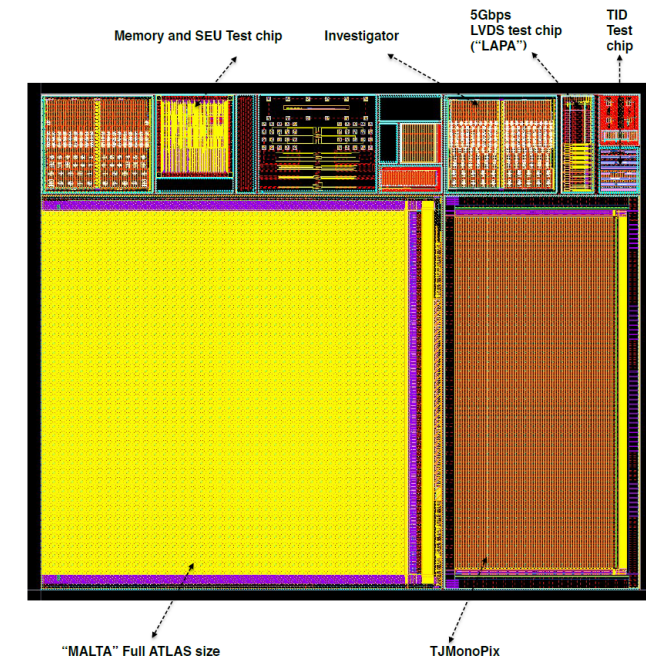 Memory and SEU Test chip
Investigator
5Gbps
LVDS test chip
(“LAPA”)
TID
Test
chip
“MALTA” Full ATLAS size
TJMonoPix